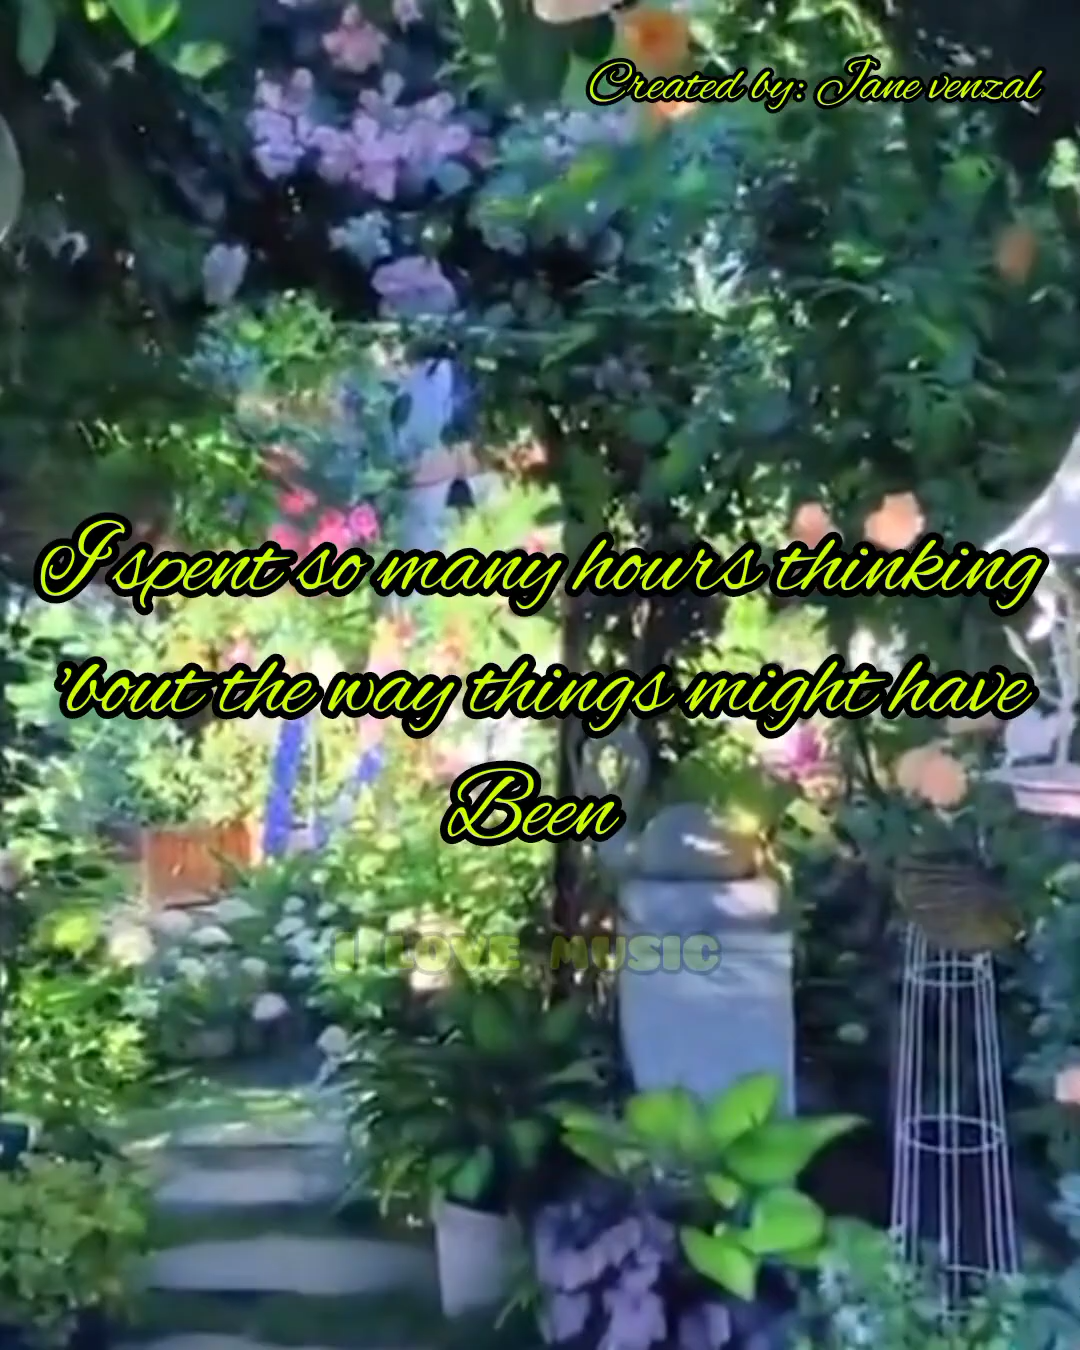 Created by: Jane venzal
I spent so many hours thinking
'bout the way things might have
Been
I LOVE MUSIC